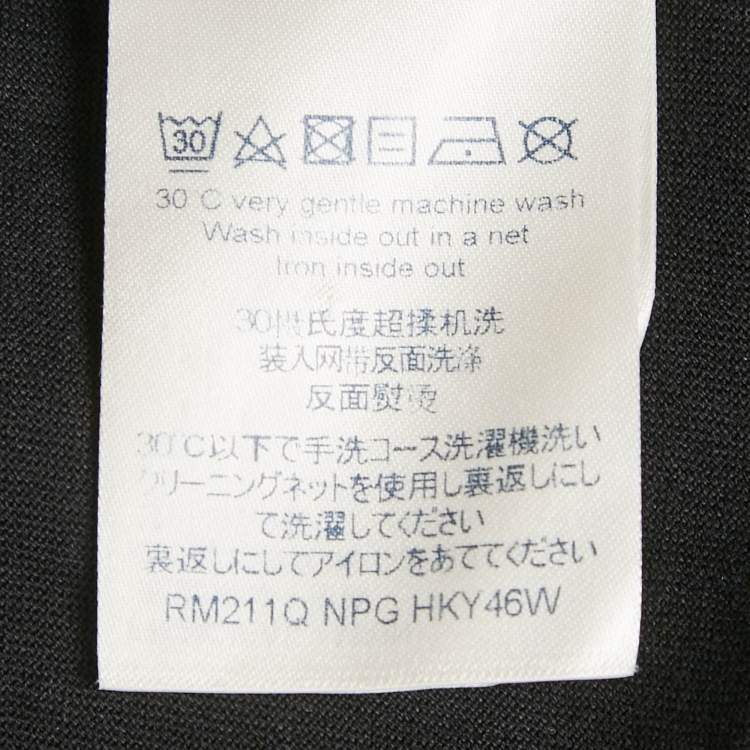 30
30 C very gentle machine wash
Wash inside out in a net
Iron inside out
30摄氏度超揉机洗
装入网带反面洗涤
反面熨烫
30℃以下で手洗コース洗濯機洗い
クリーニングネットを使用し裏返しにし
て洗濯してください
裏返しにしてアイロンをあててください
RM211Q NPG HKY46W